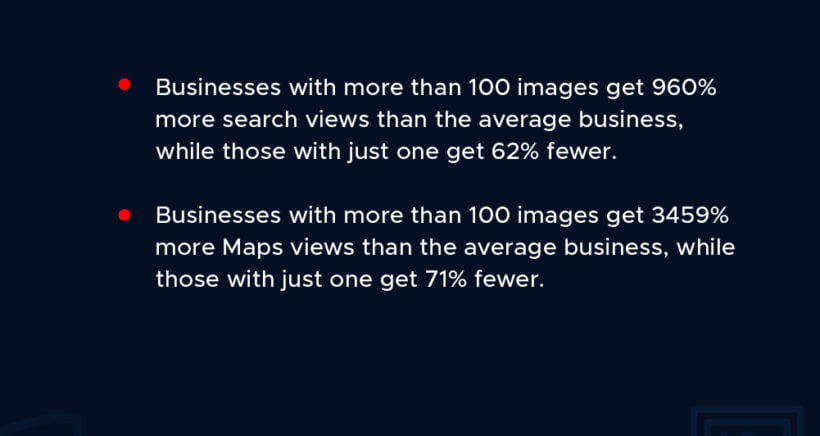 Businesses with more than 100 images get 960%
more search views than the average business,
while those with just one get 62% fewer.
Businesses with more than 100 images get 3459%
more Maps views than the average business, while
those with just one get 71% fewer.